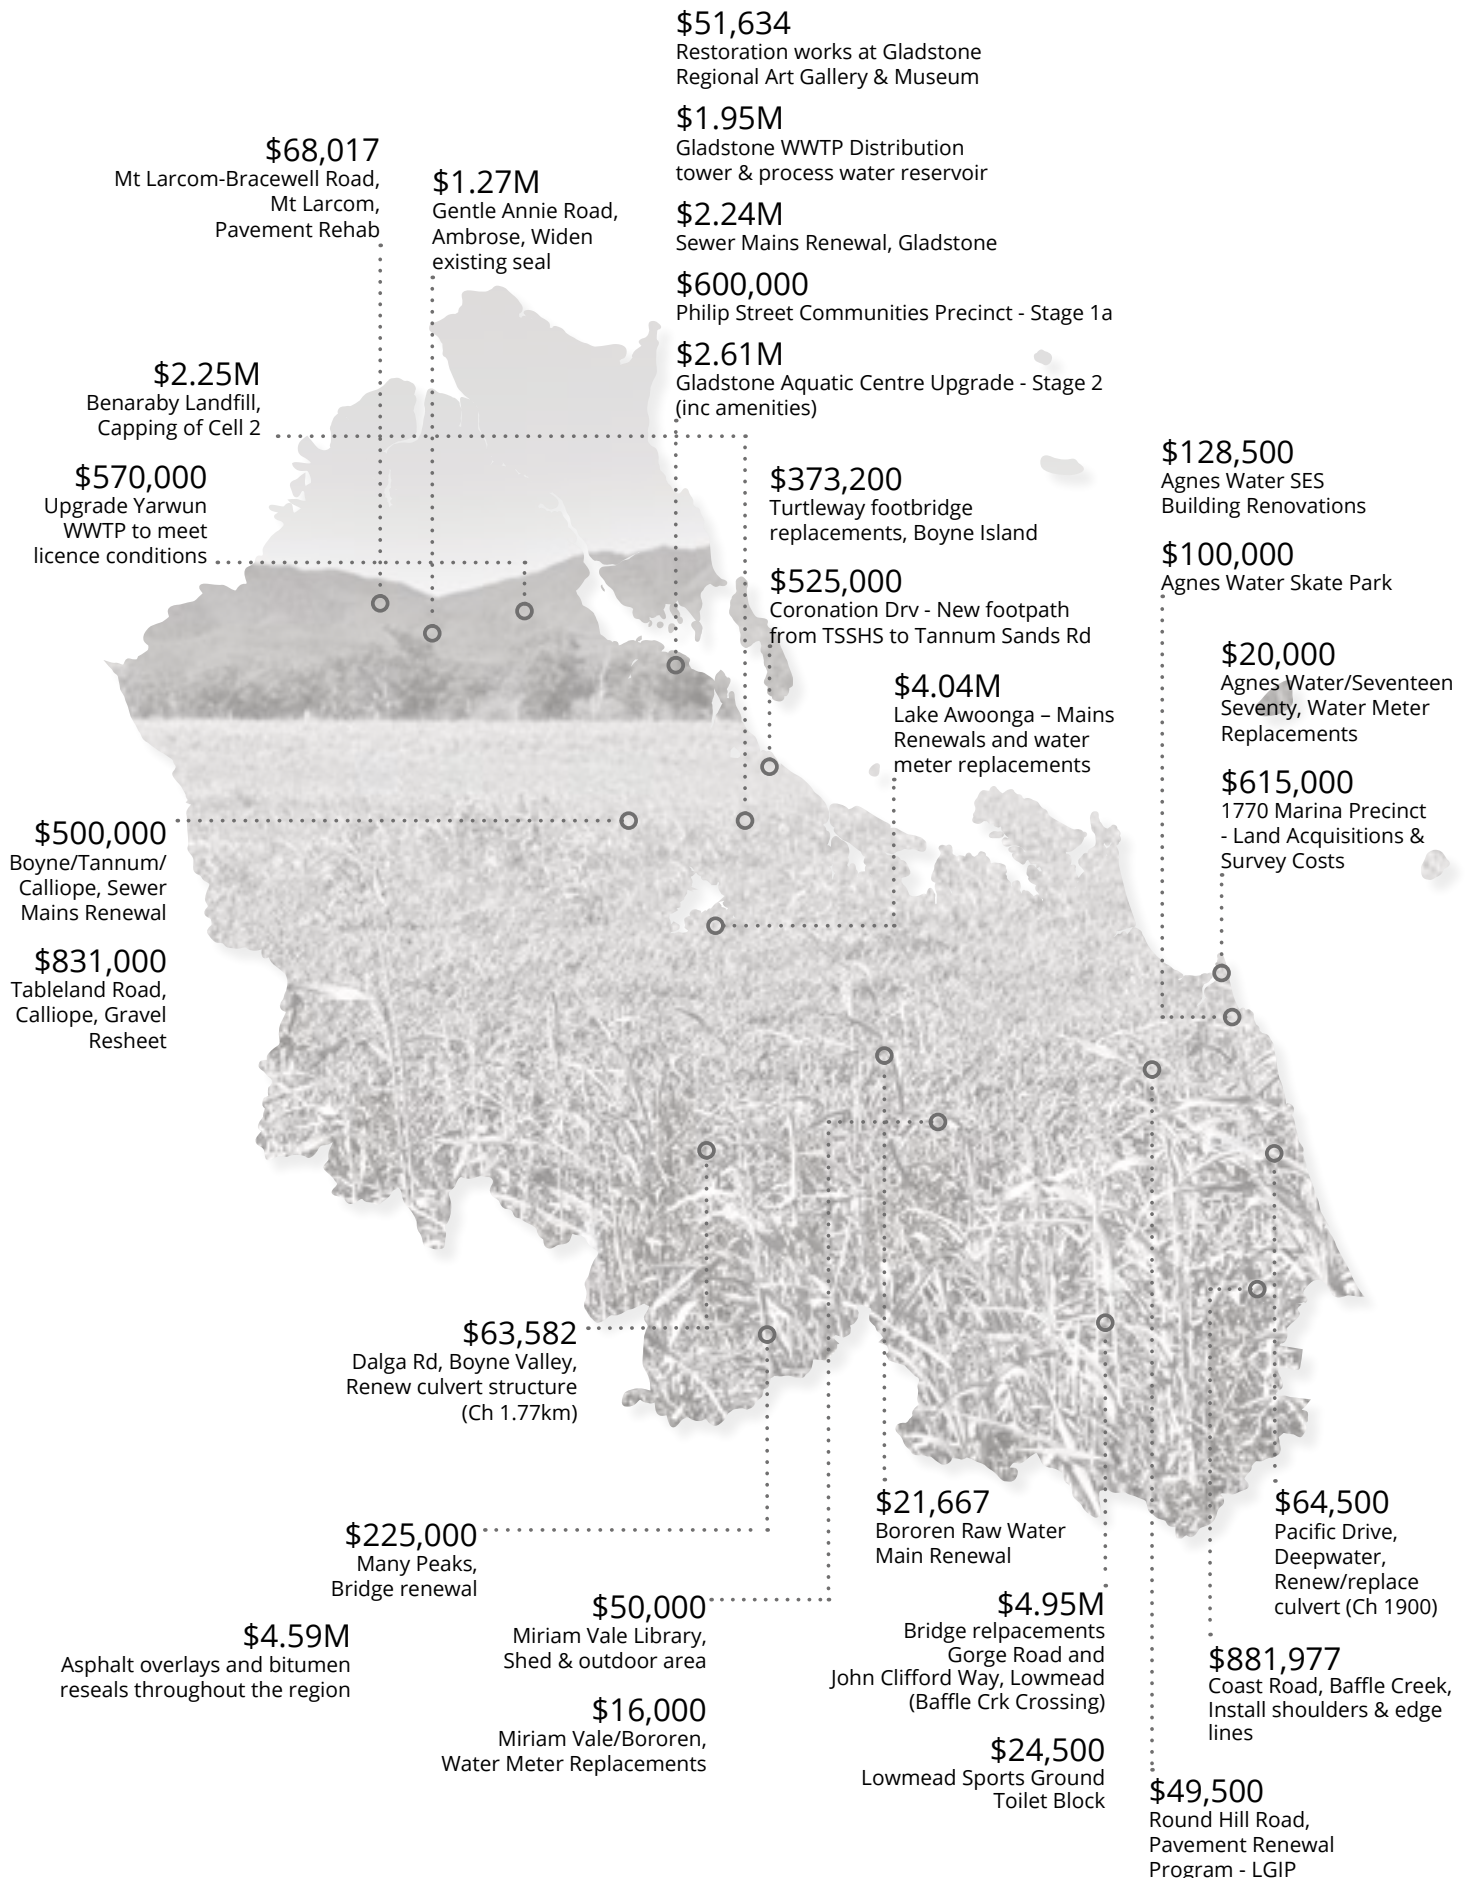 $51,634
Restoration works at Gladstone
Regional Art Gallery & Museum
$1.95M
Gladstone WWTP Distribution
tower & process water reservoir
$2.24M
Sewer Mains Renewal, Gladstone
$600,000
Philip Street Communities Precinct - Stage 1a
$2.61M
Gladstone Aquatic Centre Upgrade - Stage 2
(inc amenities)
$68,017
Mt Larcom-Bracewell Road,
Mt Larcom,
Pavement Rehab
$1.27M
Gentle Annie Road,
Ambrose, Widen
existing seal
$2.25M
Benaraby Landfill,
Capping of Cell 2
$570,000
Upgrade Yarwun
WWTP to meet
licence conditions
$373,200
Turtleway footbridge
replacements, Boyne Island
$525,000
Coronation Drv - New footpath
from TSSHS to Tannum Sands Rd
$4.04M
Lake Awoonga – Mains
Renewals and water
meter replacements
$128,500
Agnes Water SES
Building Renovations
$100,000
Agnes Water Skate Park
$20,000
Agnes Water/Seventeen
Seventy, Water Meter
Replacements
$615,000
1770 Marina Precinct
- Land Acquisitions &
Survey Costs
$500,000
Boyne/Tannum/
Calliope, Sewer
Mains Renewal
$831,000
Tableland Road,
Calliope, Gravel
Resheet
$63,582
Dalga Rd, Boyne Valley,
Renew culvert structure
(Ch 1.77km)
$225,000
Many Peaks,
Bridge renewal
$4.59M
Asphalt overlays and bitumen
reseals throughout the region
$50,000
Miriam Vale Library,
Shed & outdoor area
$16,000
Miriam Vale/Bororen,
Water Meter Replacements
$21,667
Bororen Raw Water
Main Renewal
$4.95M
Bridge relpacements
Gorge Road and
John Clifford Way, Lowmead
(Baffle Crk Crossing)
$24,500
Lowmead Sports Ground
Toilet Block
$64,500
Pacific Drive,
Deepwater,
Renew/replace
culvert (Ch 1900)
$881,977
Coast Road, Baffle Creek,
Install shoulders & edge
lines
$49,500
Round Hill Road,
Pavement Renewal
Program - LGIP